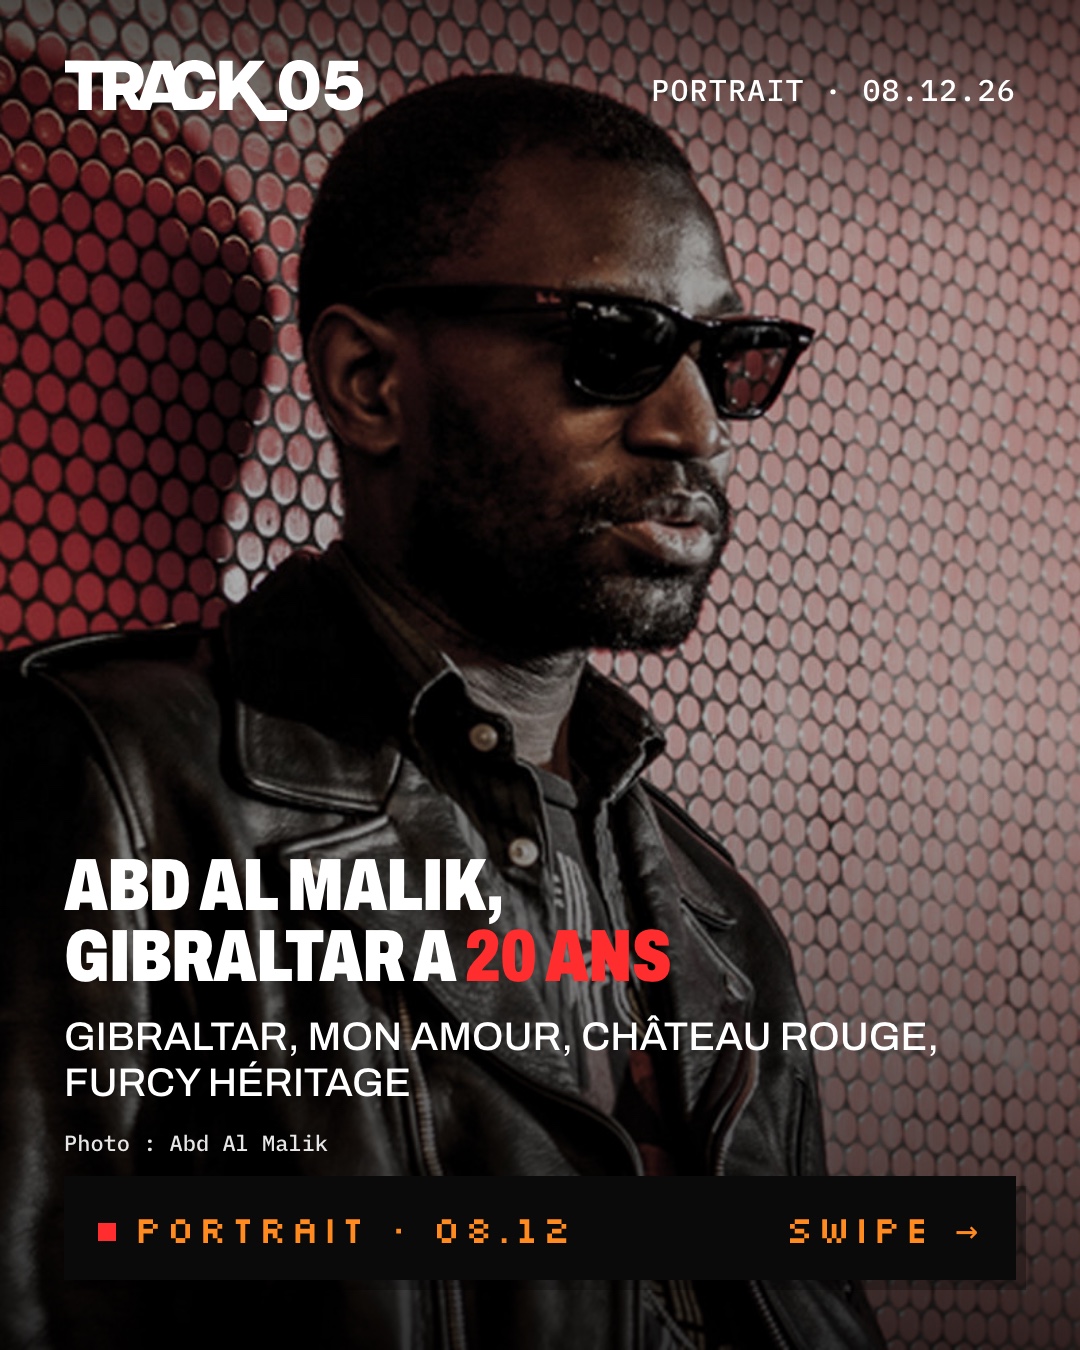 TRACK_05
PORTRAIT · 08.12.26
ABD AL MALIK,
GIBRALTAR A 20 ANS
GIBRALTAR, MON AMOUR, CHÂTEAU ROUGE,
FURCY HÉRITAGE
Photo : Abd Al Malik
PORTRAIT · 08.12
SWIPE →